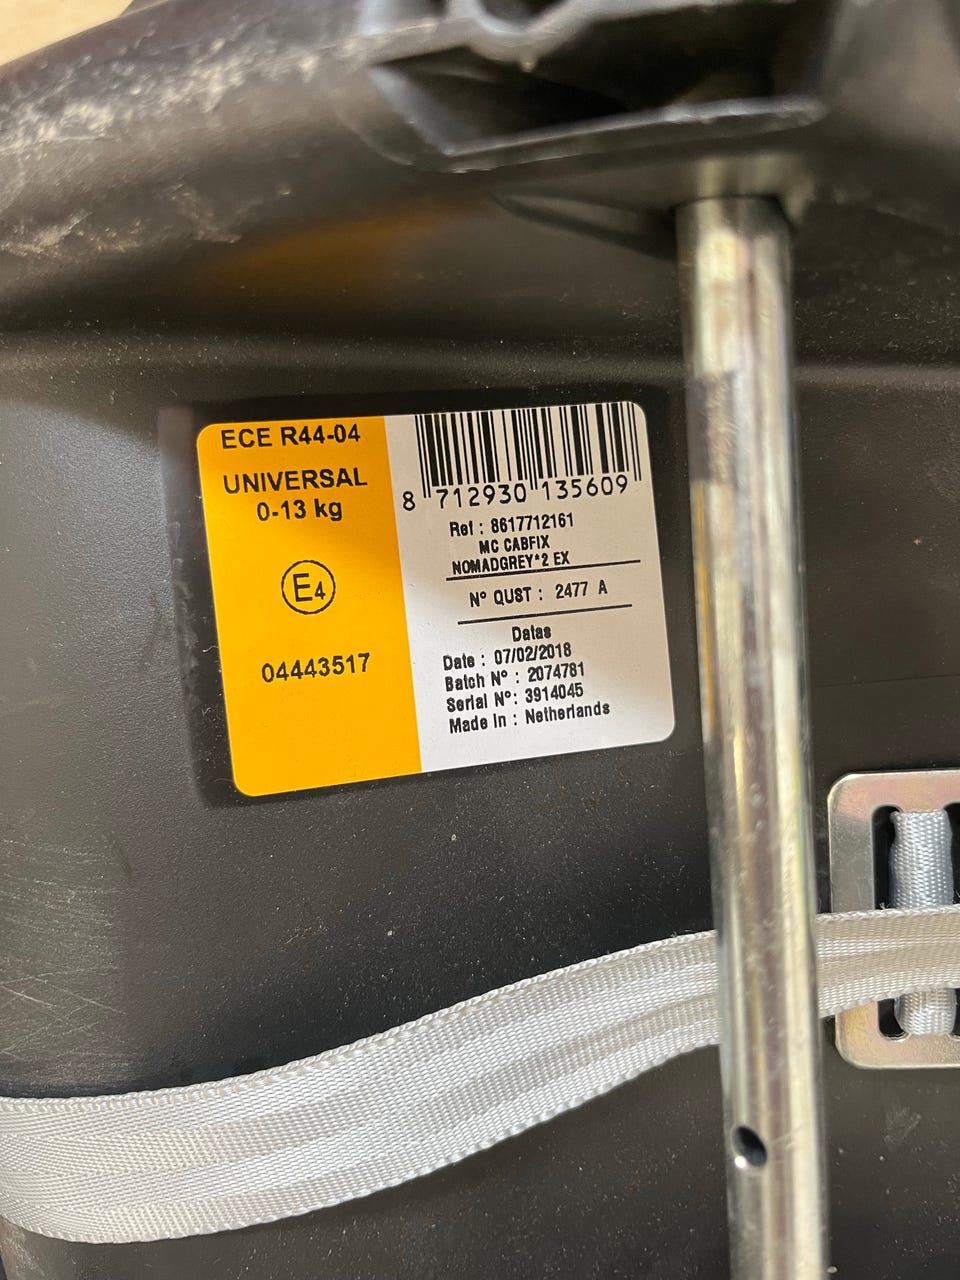 ECE R44-04
UNIVERSAL
0-13 kg
E4
04443517
8 712930 135609
Ref : 8617712161
MC CABFIX
NOMADGREY*2 EX
N° QUST : 2477 A
Datas
Date : 07/02/2018
Batch N° : 2074781
Serial N°: 3914045
Made In : Netherlands